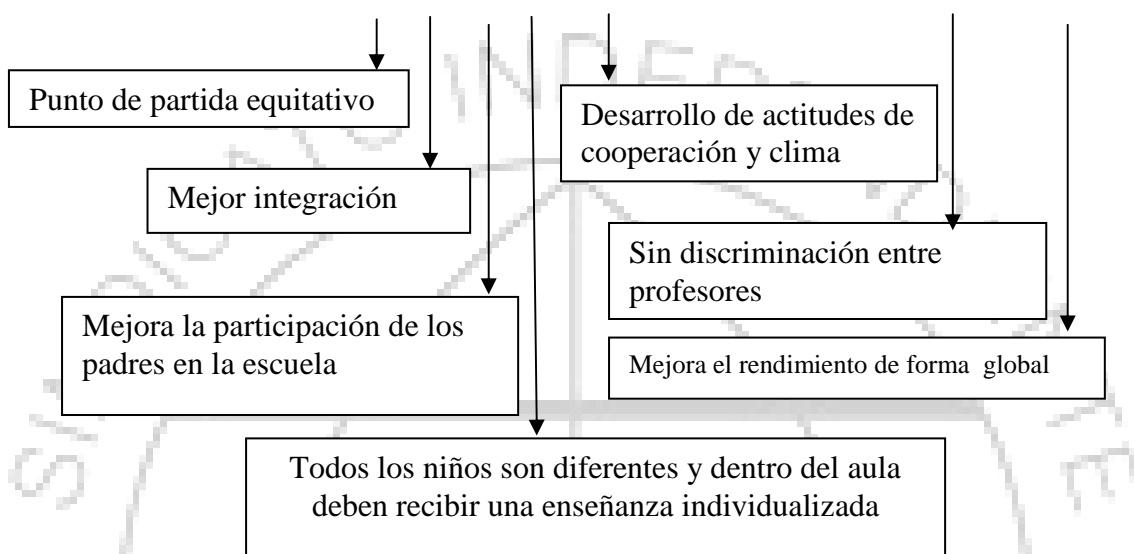 Punto de partida equitativo
Desarrollo de actitudes de
cooperación y clima
Mejor integración
Sin discriminación entre
profesores
Mejora la participación de los
padres en la escuela
Mejora el rendimiento de forma global
Todos los niños son diferentes y dentro del aula
deben recibir una enseñanza individualizada